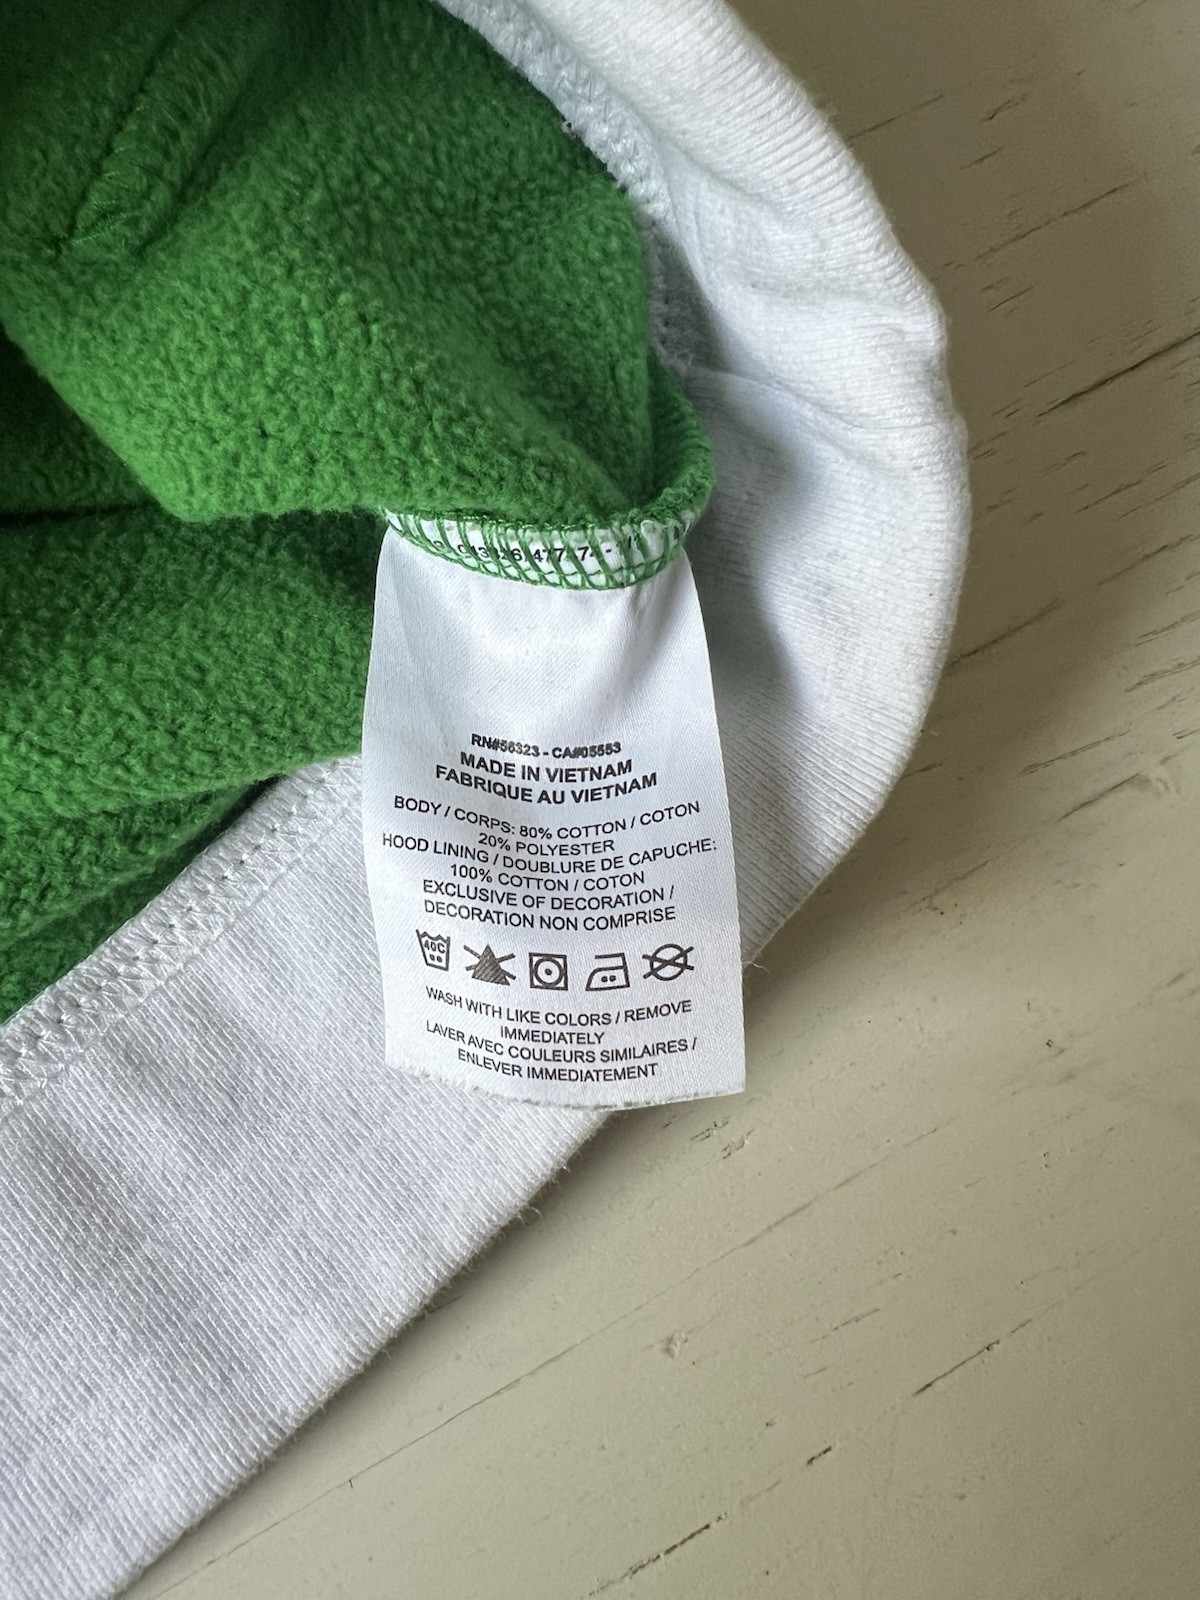 RN#56323 - CA#05553
MADE IN VIETNAM
FABRIQUE AU VIETNAM
BODY / CORPS: 80% COTTON / COTON
20% POLYESTER
HOOD LINING / DOUBLURE DE CAPUCHE:
100% COTTON / COTON
EXCLUSIVE OF DECORATION /
DECORATION NON COMPRISE
40C
WASH WITH LIKE COLORS / REMOVE
IMMEDIATELY
LAVER AVEC COULEURS SIMILAIRES /
ENLEVER IMMEDIATEMENT